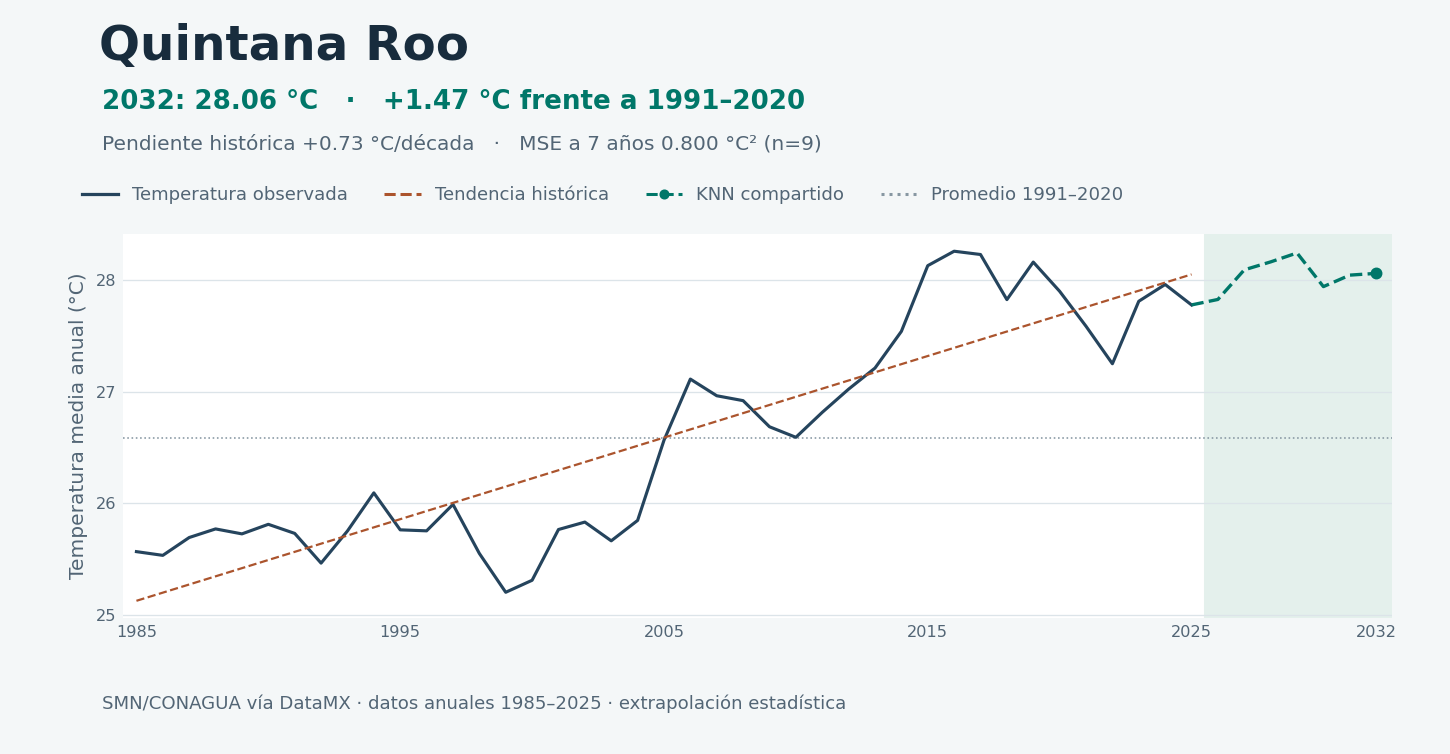 Quintana Roo
2032: 28.06 °C · +1.47 °C frente a 1991–2020
Pendiente histórica +0.73 °C/década · MSE a 7 años 0.800 °C² (n=9)
Temperatura observada Tendencia histórica KNN compartido Promedio 1991–2020
Temperatura media anual (°C)
28
27
26
25
1985 1995 2005 2015 2025 2032
SMN/CONAGUA vía DataMX · datos anuales 1985–2025 · extrapolación estadística